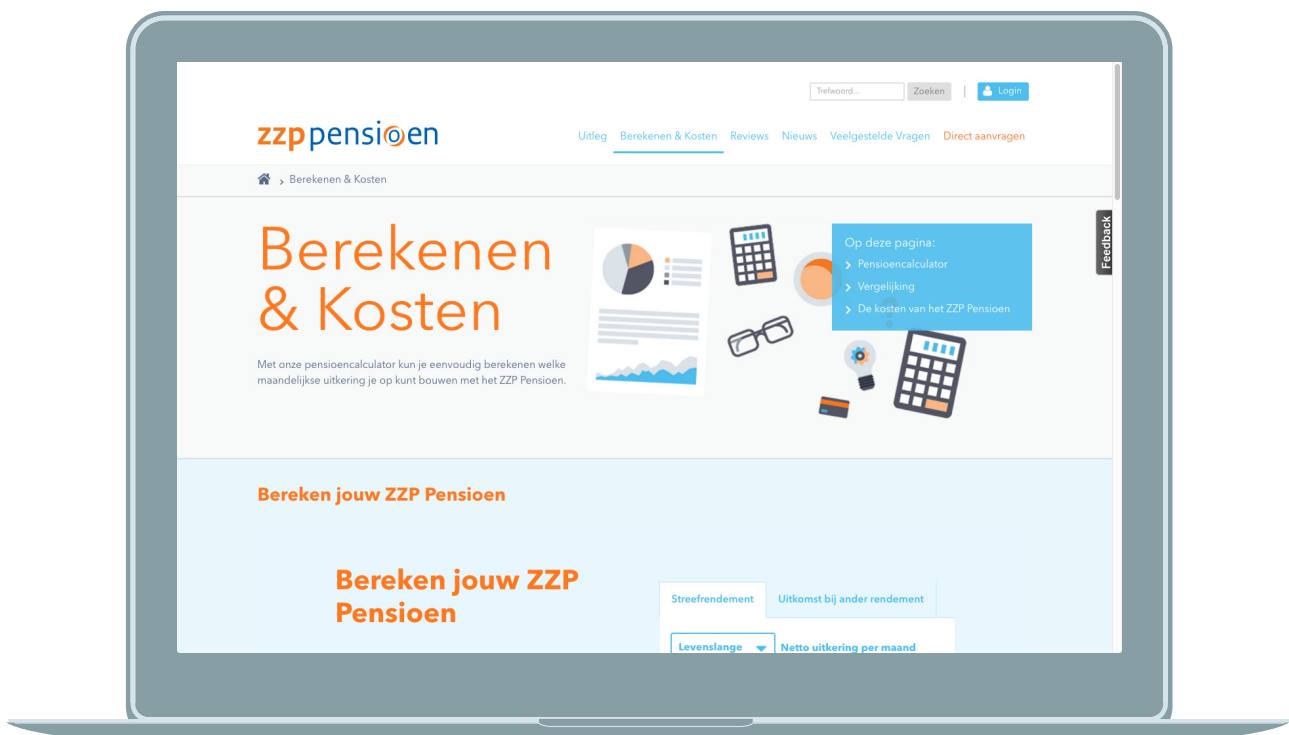 Trefwoord...
Zoeken
Login
zzp pensioen
Uitleg
Berekenen & Kosten
Reviews
Nieuws
Veelgestelde Vragen
Direct aanvragen
Berekenen & Kosten
Feedback
Berekenen
& Kosten
Met onze pensioencalculator kun je eenvoudig berekenen welke
maandelijkse uitkering je op kunt bouwen met het ZZP Pensioen.
Op deze pagina:
Pensioencalculator
Vergelijking
De kosten van het ZZP Pensioen
Bereken jouw ZZP Pensioen
Bereken jouw ZZP
Pensioen
Streefrendement
Uitkomst bij ander rendement
Levenslange
Netto uitkering per maand